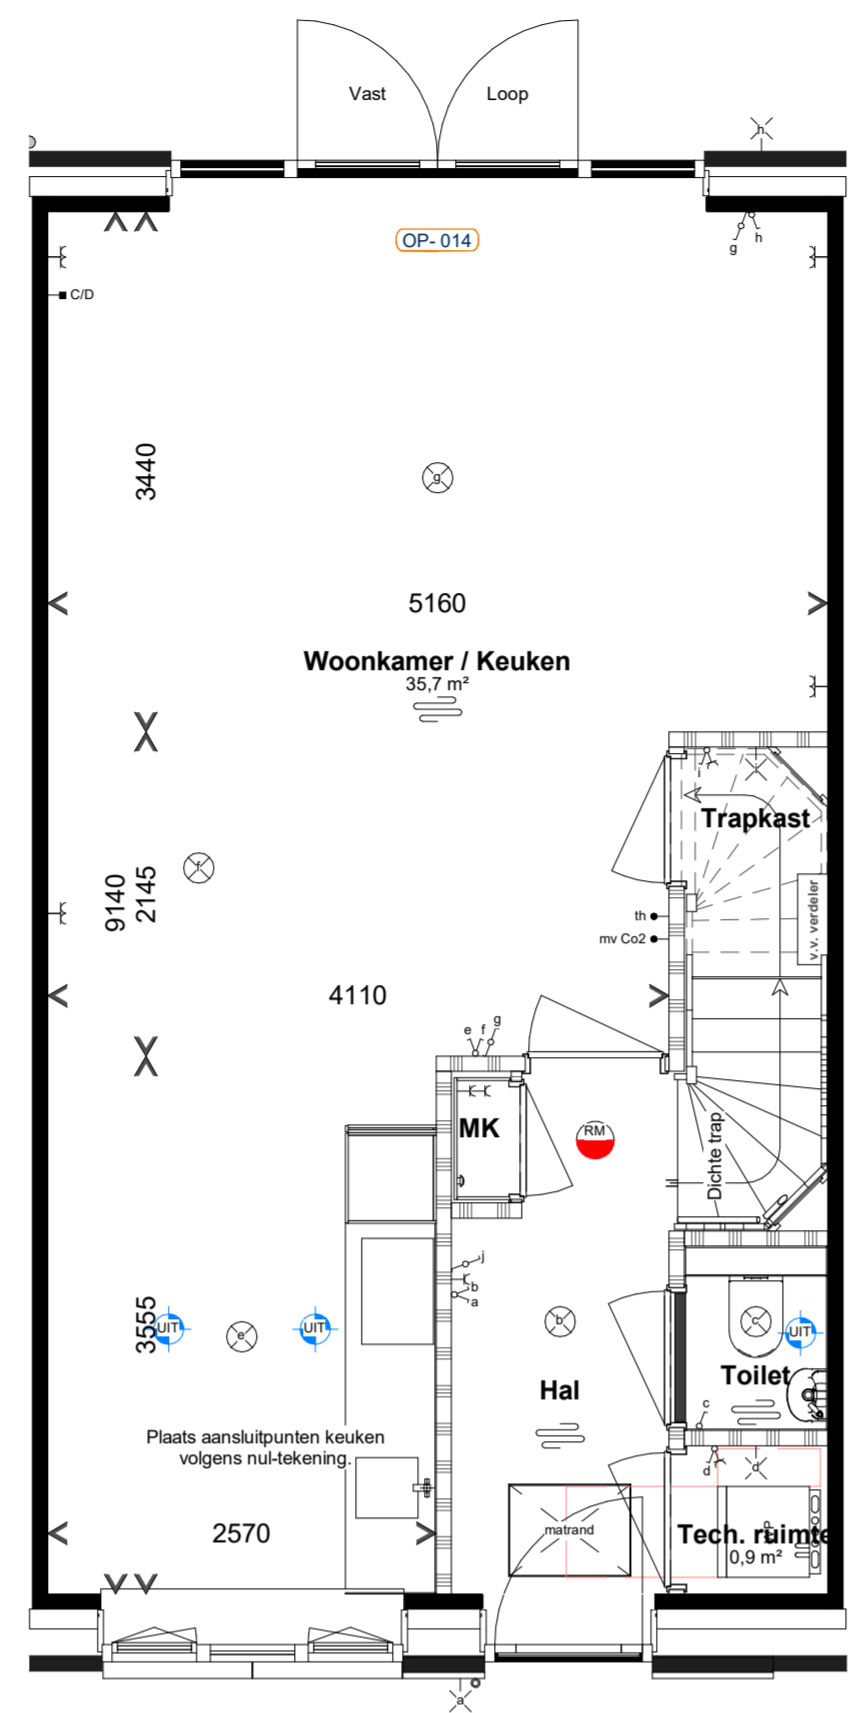 Vast
Loop
h
OP- 014
g
h
C/D
3440
g
5160
Woonkamer / Keuken
35,7 m²
i
Trapkast
f
9140
2145
v.v. verdeler
th
mv Co2
4110
e
f
g
MK
RM
Dichte trap
j
b
a
3555
UIT
e
UIT
b
c
UIT
Toilet
Hal
c
Plaats aansluitpunten keuken
volgens nul-tekening.
d
d
2570
matrand
Tech. ruimte
0,9 m²
a